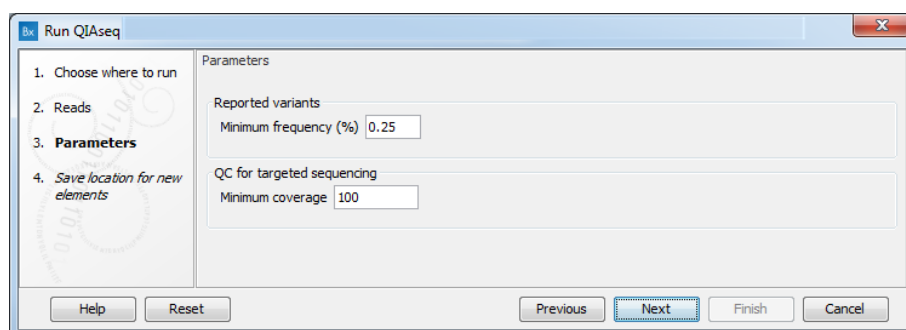 Bx Run QIAseq
1. Choose where to run
2. Reads
3. Parameters
4. Save location for new
elements
Parameters
Reported variants
Minimum frequency (%) 0.25
QC for targeted sequencing
Minimum coverage 100
Help Reset Previous Next Finish Cancel